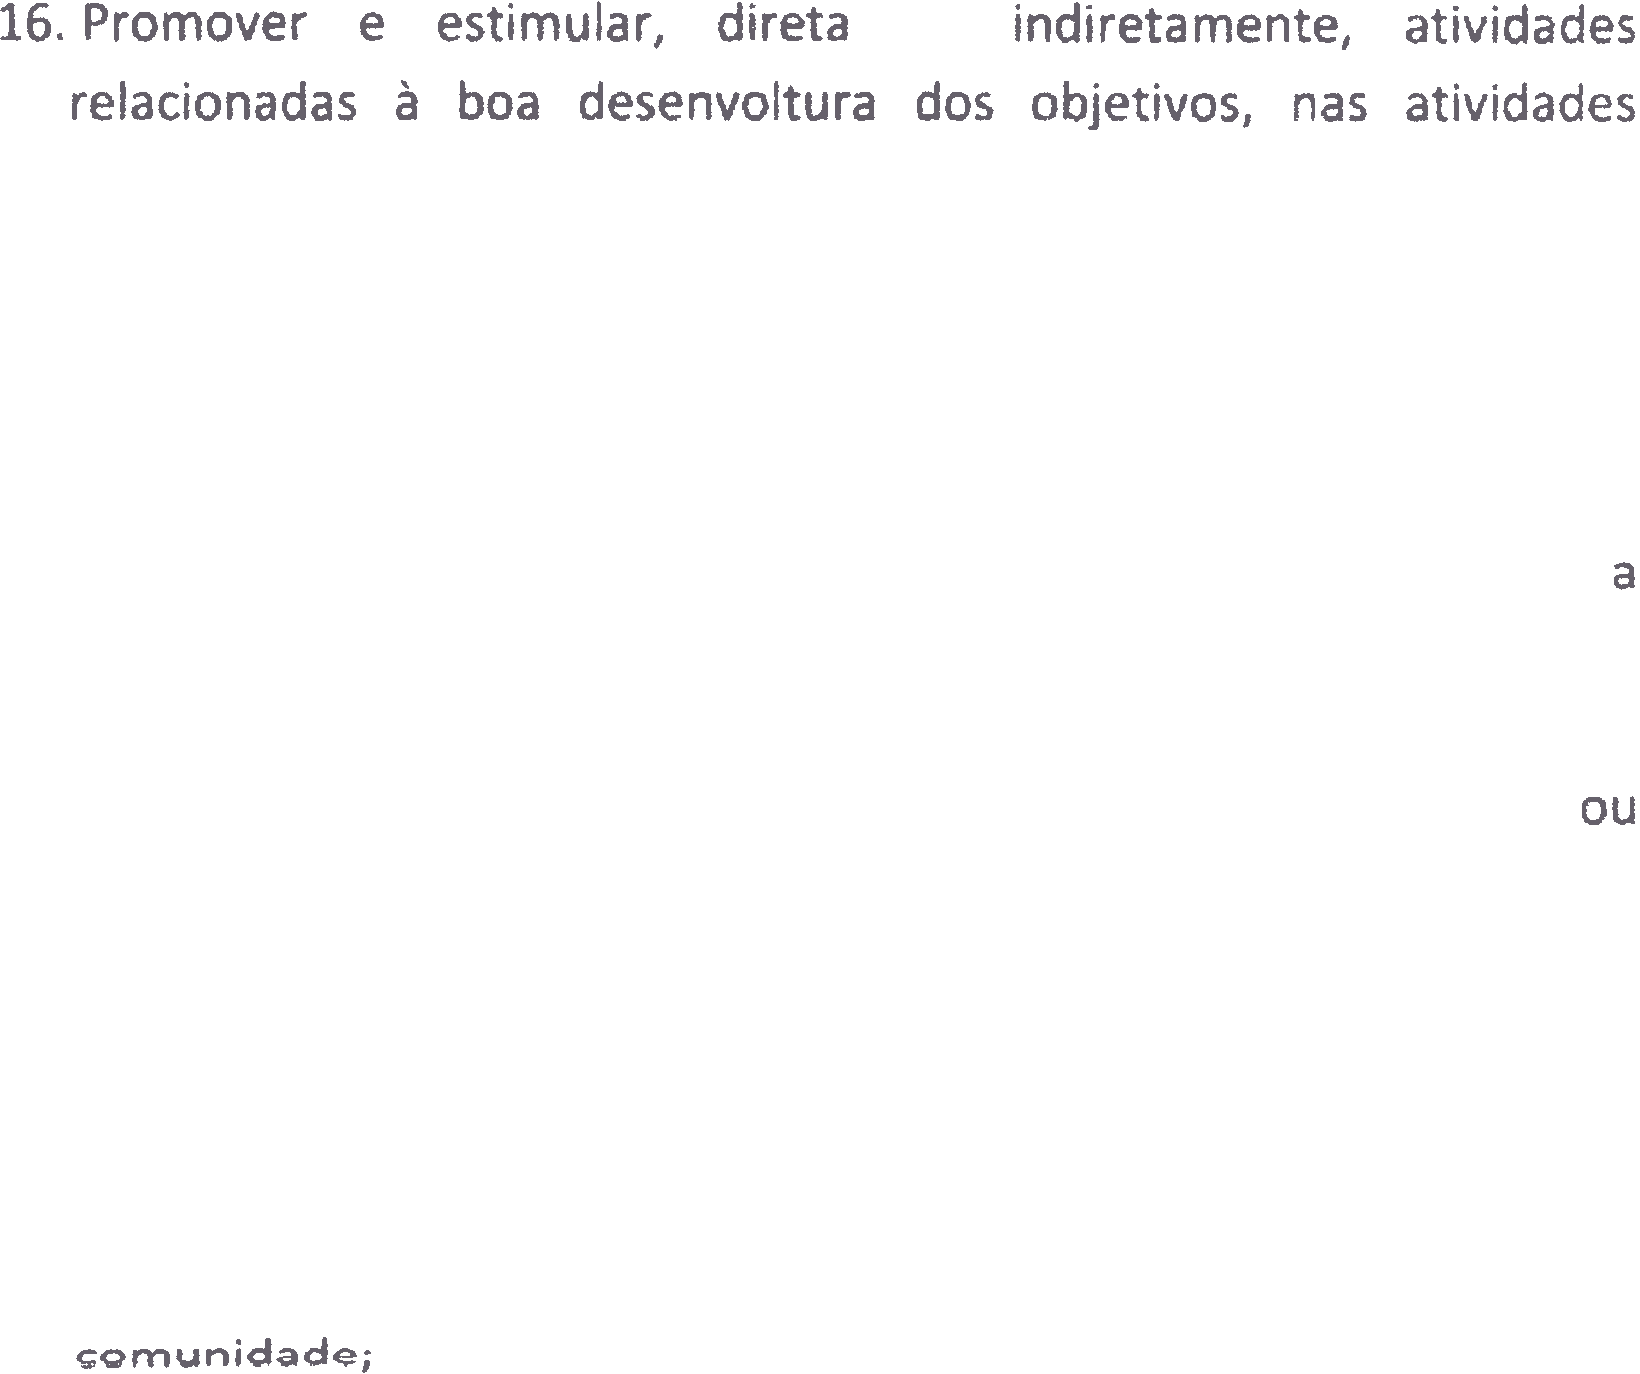 16. Promover e estimular, direta indiretamente, atividades
relacionadas à boa desenvoltura dos objetivos, nas atividades
a
ou
comunidade;